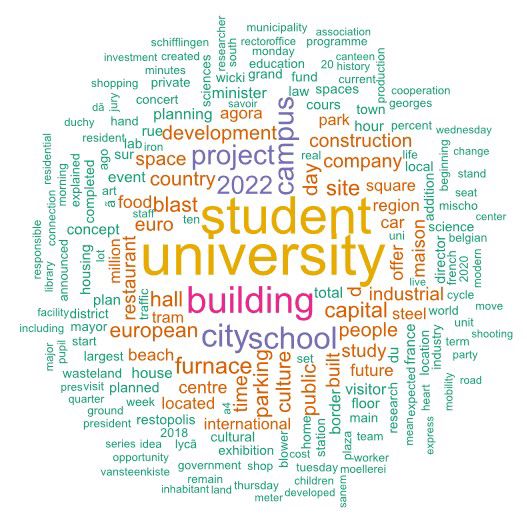 municipality association
schifflingen rectoroffice programme
researcher south monday canteen
investment created education 20 history production
minutes sciences grand fund current
shopping private wicki law spaces cooperation
dã jury concert minister savoir cours town georges
duchy hand planning agora hour percent wednesday
resident rue development campus park construction
residential lab iron real life change
morning ago sur space project company local beginning
explained event country 2022 day site square addition stand
connection completed art food blast region seat
ã staff euro ten student car science mischo
responsible concept uni maison director center
announced housing million restaurant university offer belgian
library lot french 2020 modern
plan traffic hall building total d live industrial cycle
facility district tram capital steel world move
including mayor european city school people unit
start france industry shooting
major pupil largest beach furnace set study du location term
wasteland house time parking culture public built future expected party
pres visit planned centre border visitor research mean heart mobility
quarter week located floor road
ground restopolis a4 international home main express
president 2018 cultural station plaza team
series idea lycã exhibition blower cost worker
opportunity government shop tuesday moellerei
vansteenkiste remain children
inhabitant land thursday developed sanem
meter